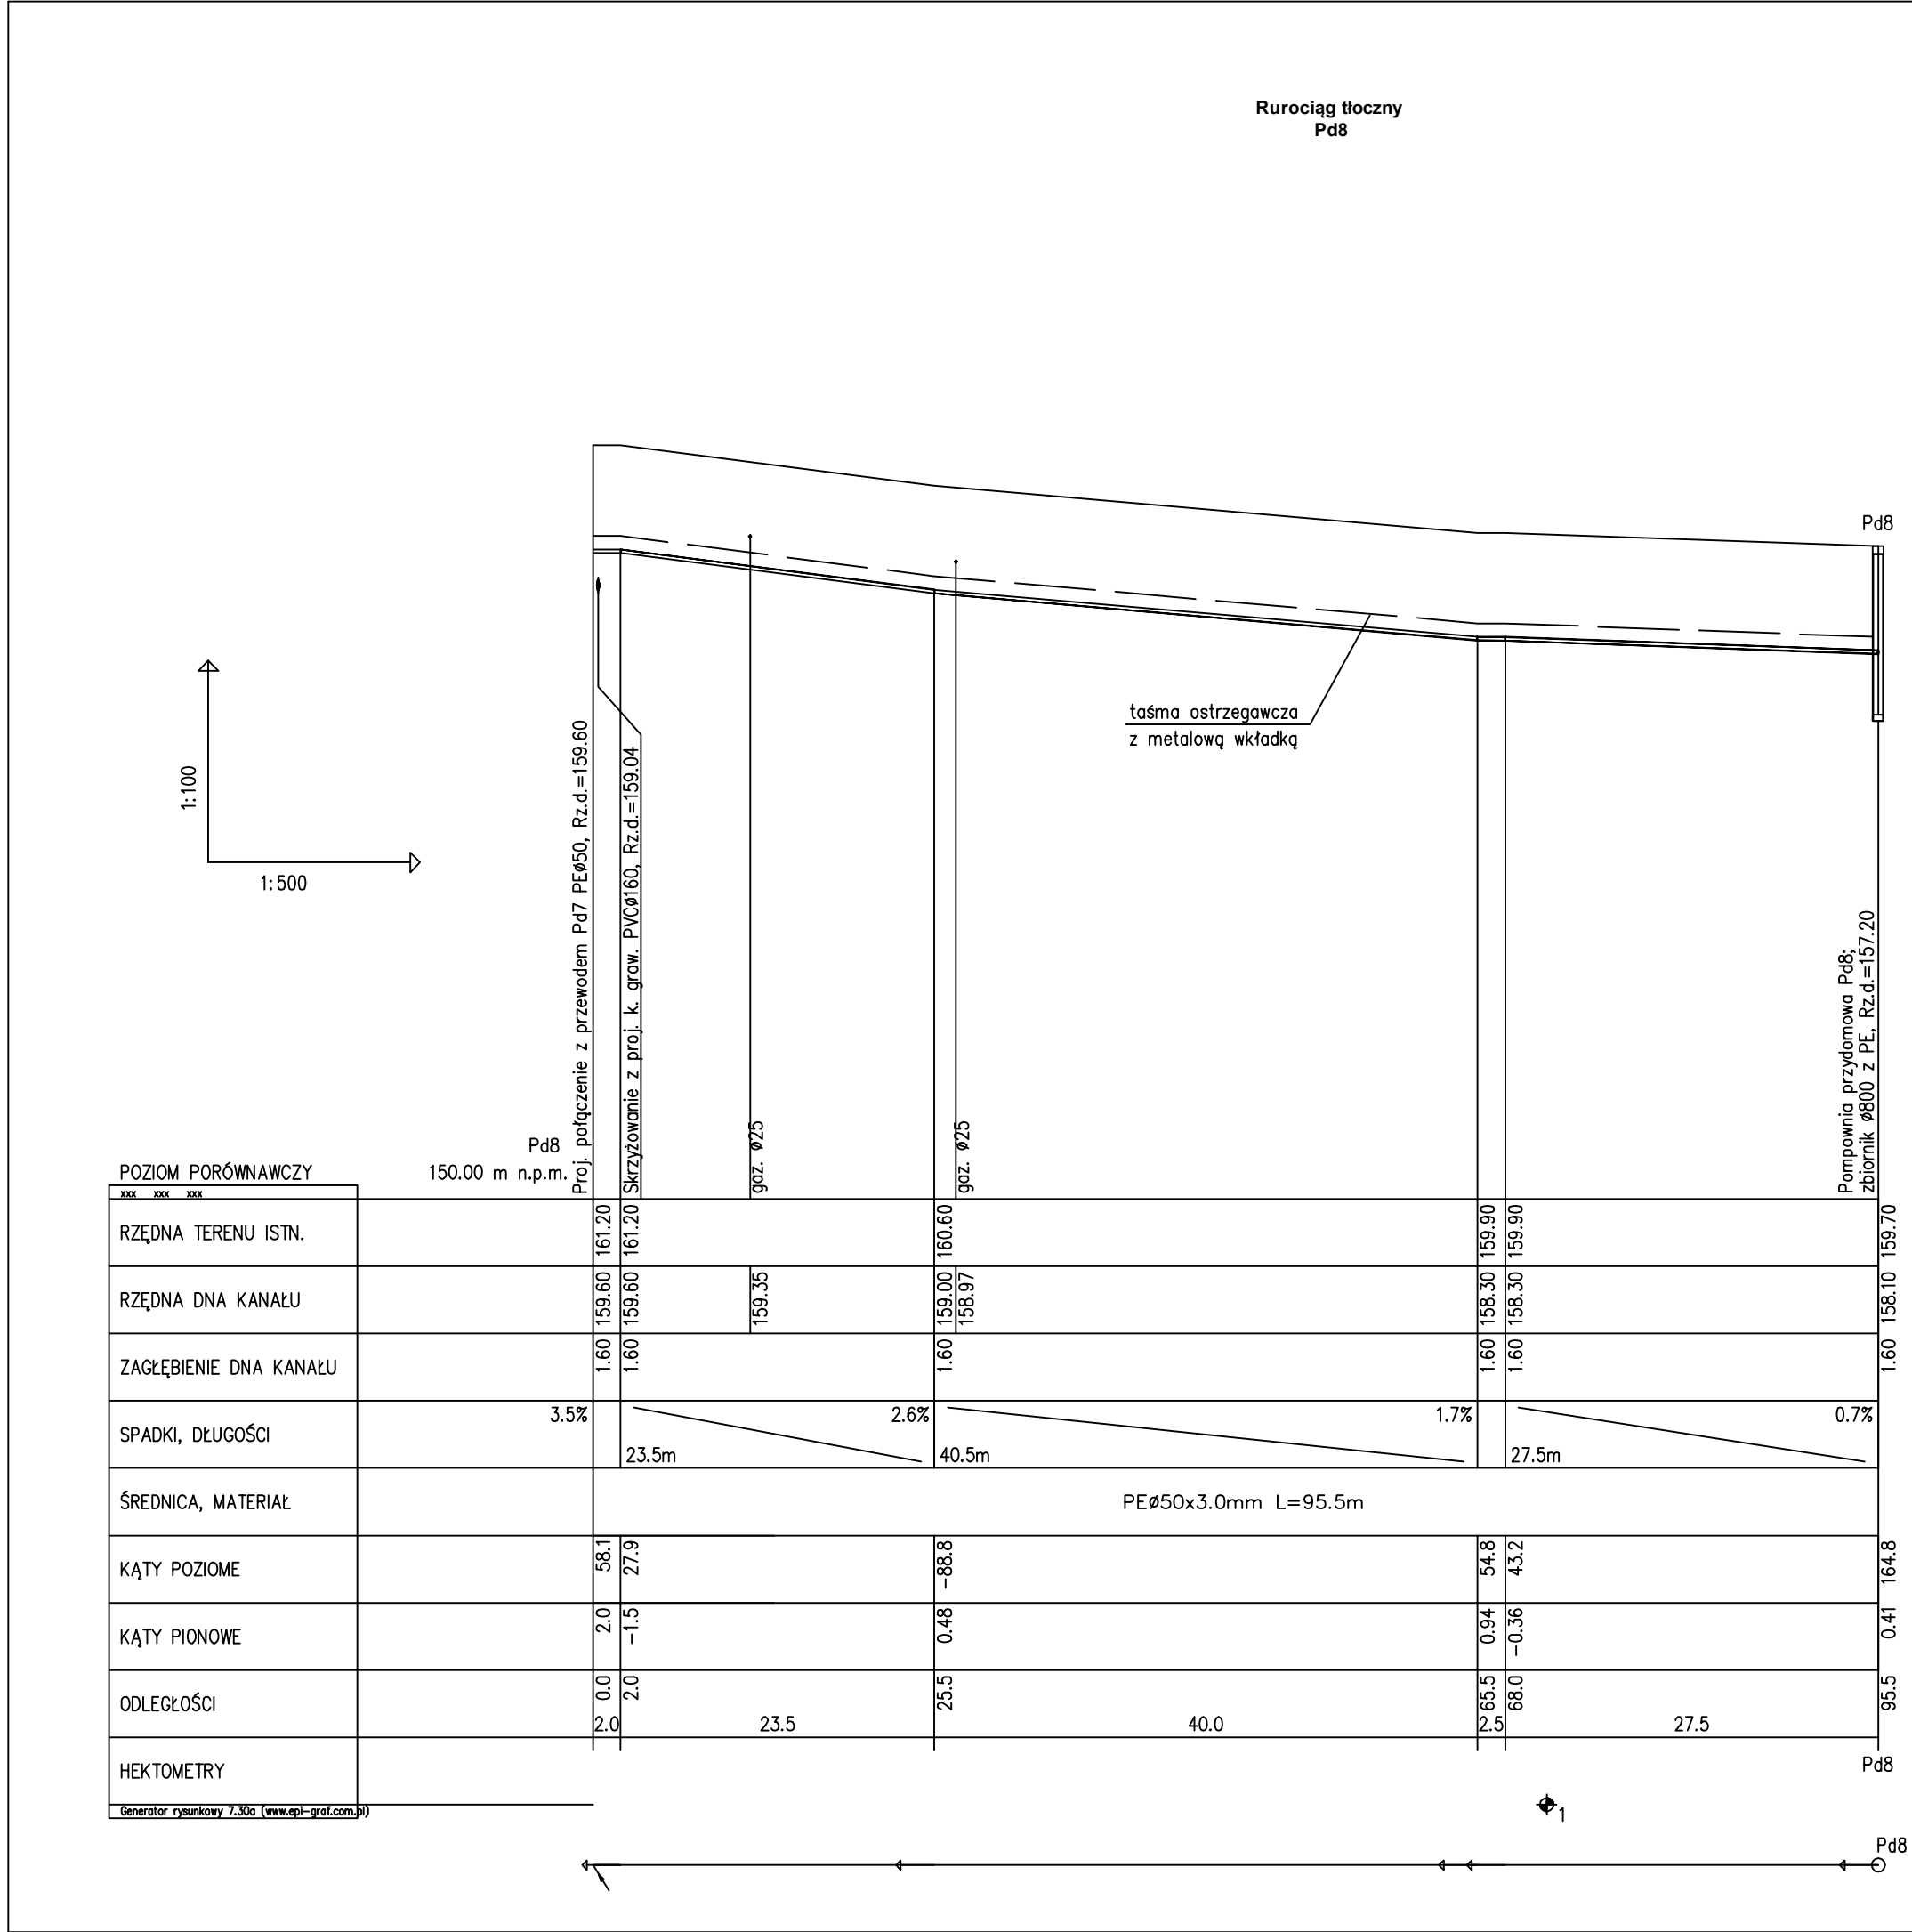 Rurociąg tłoczny
Pd8
Pd8
taśma ostrzegawcza
z metalową wkładką
1:100
1:500
Proj. połączenie z przewodem Pd7 PEø50, Rz.d.=159.60
Skrzyżowanie z proj. k. graw. PVCø160, Rz.d.=159.04
gaz. ø25
gaz. ø25
Pompownia przydomowa Pd8;
zbiornik ø800 z PE, Rz.d.=157.20
Pd8
POZIOM PORÓWNAWCZY 150.00 m n.p.m.
xxx xxx xxx
RZĘDNA TERENU ISTN. 161.20 161.20 160.60 159.90 159.90 159.70
RZĘDNA DNA KANAŁU 159.60 159.60 159.35 159.00 158.97 158.30 158.30 158.10
ZAGŁĘBIENIE DNA KANAŁU 1.60 1.60 1.60 1.60 1.60 1.60
3.5% 2.6% 1.7% 0.7%
SPADKI, DŁUGOŚCI
23.5m 40.5m 27.5m
ŚREDNICA, MATERIAŁ PEø50x3.0mm L=95.5m
KĄTY POZIOME 58.1 27.9 -88.8 54.8 43.2 164.8
KĄTY PIONOWE 2.0 -1.5 0.48 0.94 -0.36 0.41
ODLEGŁOŚCI 0.0 2.0 25.5 65.5 68.0 95.5
2.0 23.5 40.0 2.5 27.5
HEKTOMETRY Pd8
Generator rysunkowy 7.30a (www.epi-graf.com.pl)
1
Pd8